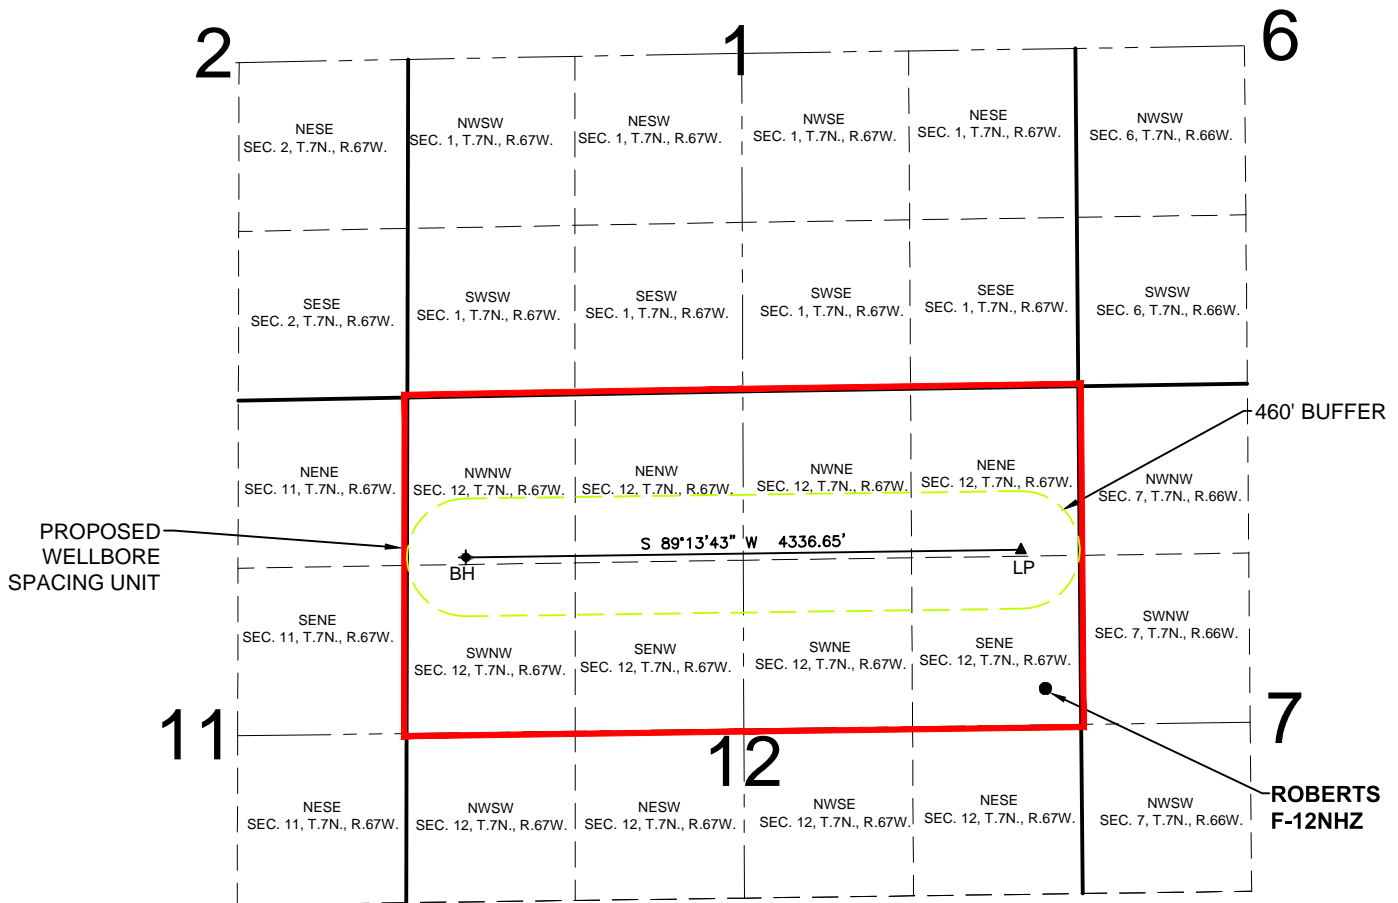 2
1
6
NESE
SEC. 2, T.7N., R.67W.
NWSW
SEC. 1, T.7N., R.67W.
NESW
SEC. 1, T.7N., R.67W.
NWSE
SEC. 1, T.7N., R.67W.
NESE
SEC. 1, T.7N., R.67W.
NWSW
SEC. 6, T.7N., R.66W.
SESE
SEC. 2, T.7N., R.67W.
SWSW
SEC. 1, T.7N., R.67W.
SESW
SEC. 1, T.7N., R.67W.
SWSE
SEC. 1, T.7N., R.67W.
SESE
SEC. 1, T.7N., R.67W.
SWSW
SEC. 6, T.7N., R.66W.
460' BUFFER
NENE
SEC. 11, T.7N., R.67W.
NWNW
SEC. 12, T.7N., R.67W.
NENW
SEC. 12, T.7N., R.67W.
NWNE
SEC. 12, T.7N., R.67W.
NENE
SEC. 12, T.7N., R.67W.
NWNW
SEC. 7, T.7N., R.66W.
PROPOSED
WELLBORE
SPACING UNIT
S 89°13'43" W 4336.65'
BH
LP
SENE
SEC. 11, T.7N., R.67W.
SWNW
SEC. 12, T.7N., R.67W.
SENW
SEC. 12, T.7N., R.67W.
SWNE
SEC. 12, T.7N., R.67W.
SENE
SEC. 12, T.7N., R.67W.
SWNW
SEC. 7, T.7N., R.66W.
11
12
7
ROBERTS
F-12NHZ
NESE
SEC. 11, T.7N., R.67W.
NWSW
SEC. 12, T.7N., R.67W.
NESW
SEC. 12, T.7N., R.67W.
NWSE
SEC. 12, T.7N., R.67W.
NESE
SEC. 12, T.7N., R.67W.
NWSW
SEC. 7, T.7N., R.66W.